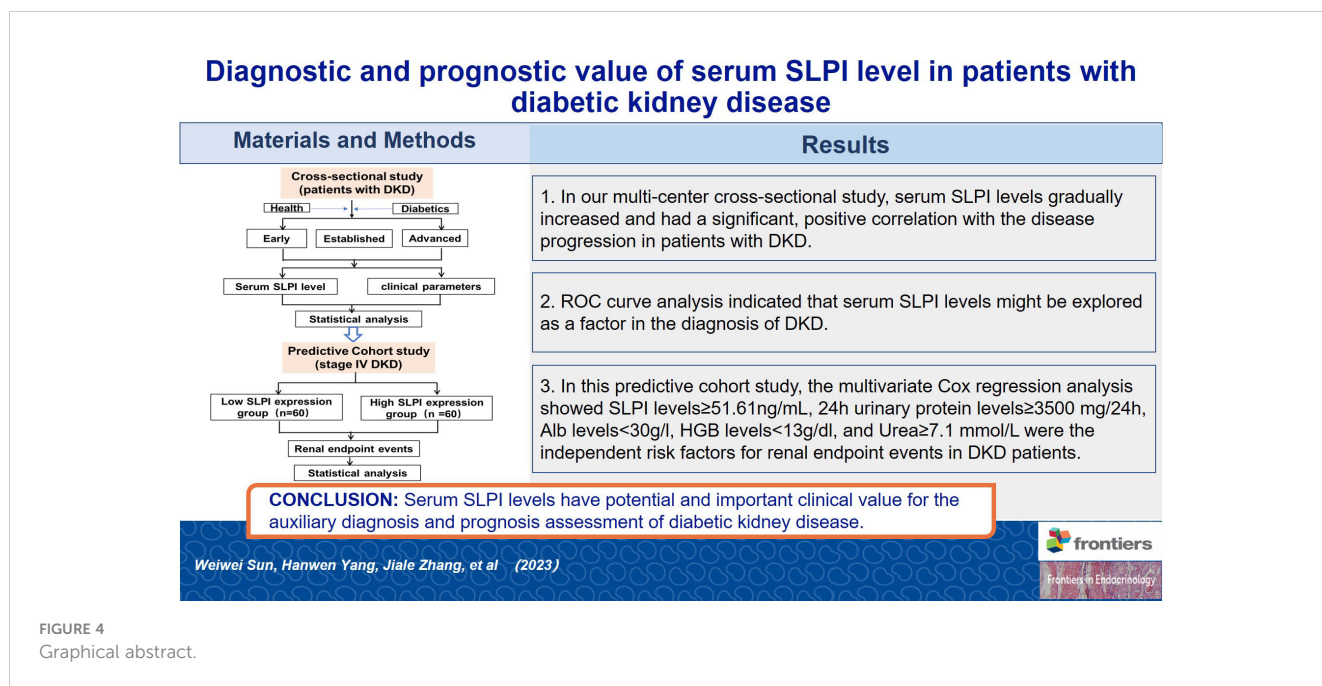 Diagnostic and prognostic value of serum SLPI level in patients with
diabetic kidney disease
Materials and Methods
Cross-sectional study
(patients with DKD)
Health
Diabetics
Early
Established
Advanced
Serum SLPI level
clinical parameters
Statistical analysis
Predictive Cohort study
(stage IV DKD)
Low SLPI expression
group (n=60)
High SLPI expression
group (n =60)
Renal endpoint events
Statistical analysis
Results
1. In our multi-center cross-sectional study, serum SLPI levels gradually
increased and had a significant, positive correlation with the disease
progression in patients with DKD.
2. ROC curve analysis indicated that serum SLPI levels might be explored
as a factor in the diagnosis of DKD.
3. In this predictive cohort study, the multivariate Cox regression analysis
showed SLPI levels≥51.61ng/mL, 24h urinary protein levels≥3500 mg/24h,
Alb levels<30g/l, HGB levels<13g/dl, and Urea≥7.1 mmol/L were the
independent risk factors for renal endpoint events in DKD patients.
CONCLUSION: Serum SLPI levels have potential and important clinical value for the
auxiliary diagnosis and prognosis assessment of diabetic kidney disease.
Weiwei Sun, Hanwen Yang, Jiale Zhang, et al （2023）
frontiers
Frontiers in Endocrinology
FIGURE 4
Graphical abstract.